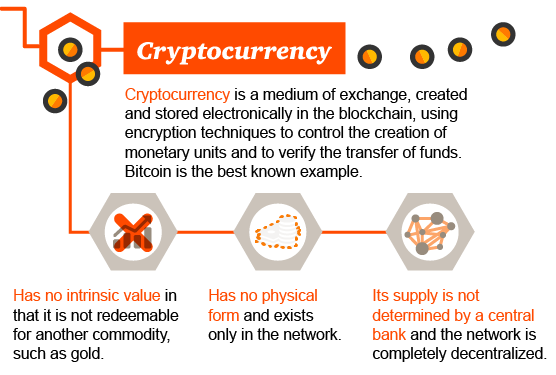 Cryptocurrency
Cryptocurrency is a medium of exchange, created
and stored electronically in the blockchain, using
encryption techniques to control the creation of
monetary units and to verify the transfer of funds.
Bitcoin is the best known example.
Has no intrinsic value in
that it is not redeemable
for another commodity,
such as gold.
Has no physical
form and exists
only in the network.
Its supply is not
determined by a central
bank and the network is
completely decentralized.